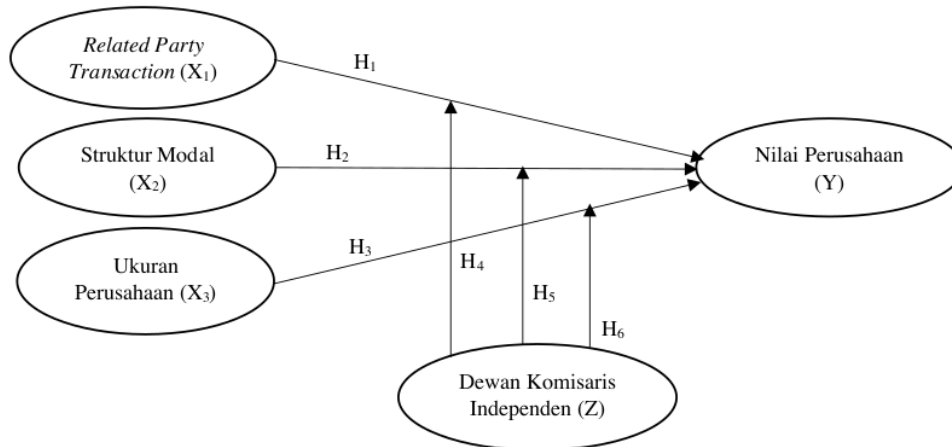 Related Party
Transaction (X₁)
H₁
Struktur Modal
(X₂)
H₂
Nilai Perusahaan
(Y)
Ukuran
Perusahaan (X₃)
H₃
H₄
H₅
H₆
Dewan Komisaris
Independen (Z)